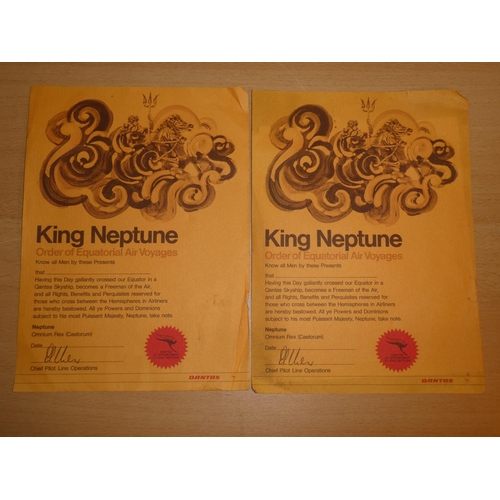 King Neptune
Order of Equatorial Air Voyages
Know all Men by these Presents
that
Having this Day gallantly crossed our Equator in a
Qantas Skyship, becomes a Freeman of the Air,
and all Rights, Benefits and Perquisites reserved for
those who cross between the Hemispheres in Airliners
are hereby bestowed. All ye Powers and Dominions
subject to his most Puissant Majesty, Neptune, take note.
Neptune
Omnium Rex (Castorum)
Date:
Chief Pilot Line Operations
QANTAS
King Neptune
Order of Equatorial Air Voyages
Know all Men by these Presents
that
Having this Day gallantly crossed our Equator in a
Qantas Skyship, becomes a Freeman of the Air,
and all Rights, Benefits and Perquisites reserved for
those who cross between the Hemispheres in Airliners
are hereby bestowed. All ye Powers and Dominions
subject to his most Puissant Majesty, Neptune, take note.
Neptune
Omnium Rex (Castorum)
Date:
Chief Pilot Line Operations
QANTAS